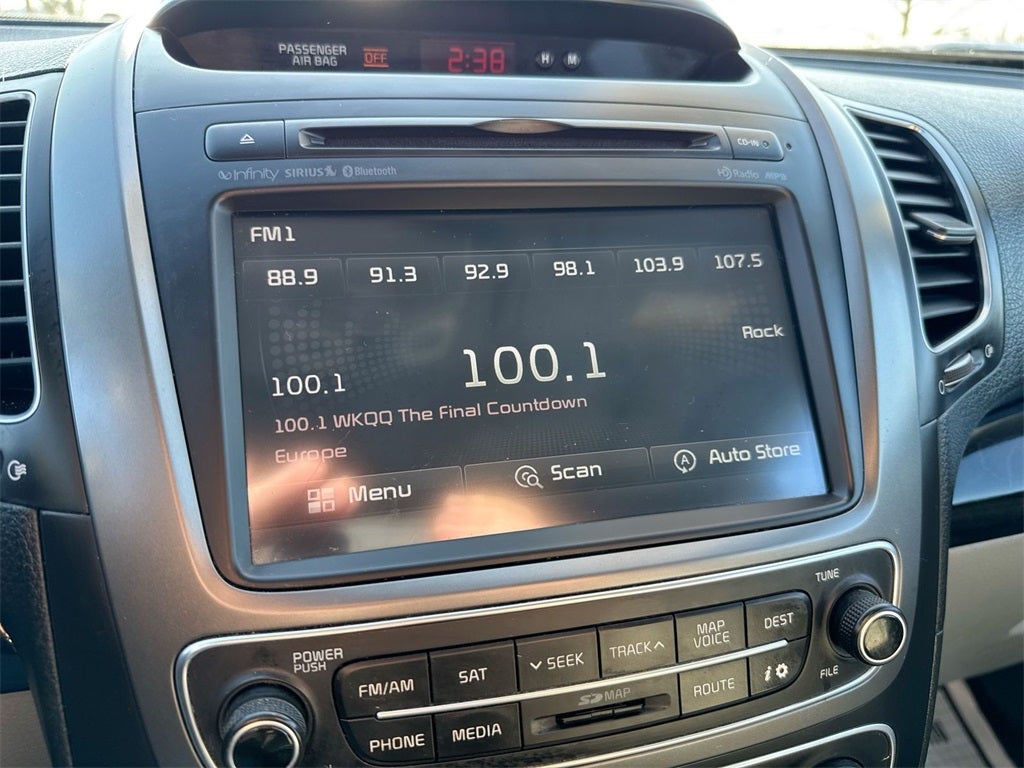 PASSENGER
AIR BAG OFF 2:38 H M
CD-IN
Infinity SIRIUS Bluetooth HD Radio MP3
FM1
88.9 91.3 92.9 98.1 103.9 107.5
Rock
100.1 100.1
100.1 WKQQ The Final Countdown
Europe
Menu Scan Auto Store
TUNE
POWER
PUSH
FM/AM SAT SEEK TRACK MAP
VOICE DEST
FILE
PHONE MEDIA SD MAP ROUTE i